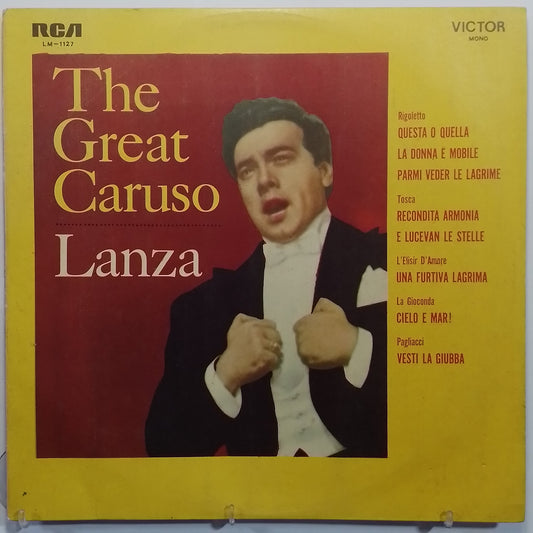 RCA
LM-1127
VICTOR
MONO
The
Great
Caruso
Lanza
Rigoletto
QUESTA O QUELLA
LA DONNA E MOBILE
PARMI VEDER LE LAGRIME
Tosca
RECONDITA ARMONIA
E LUCEVAN LE STELLE
L'Elisir D'Amore
UNA FURTIVA LAGRIMA
La Gioconda
CIELO E MAR!
Pagliacci
VESTI LA GIUBBA